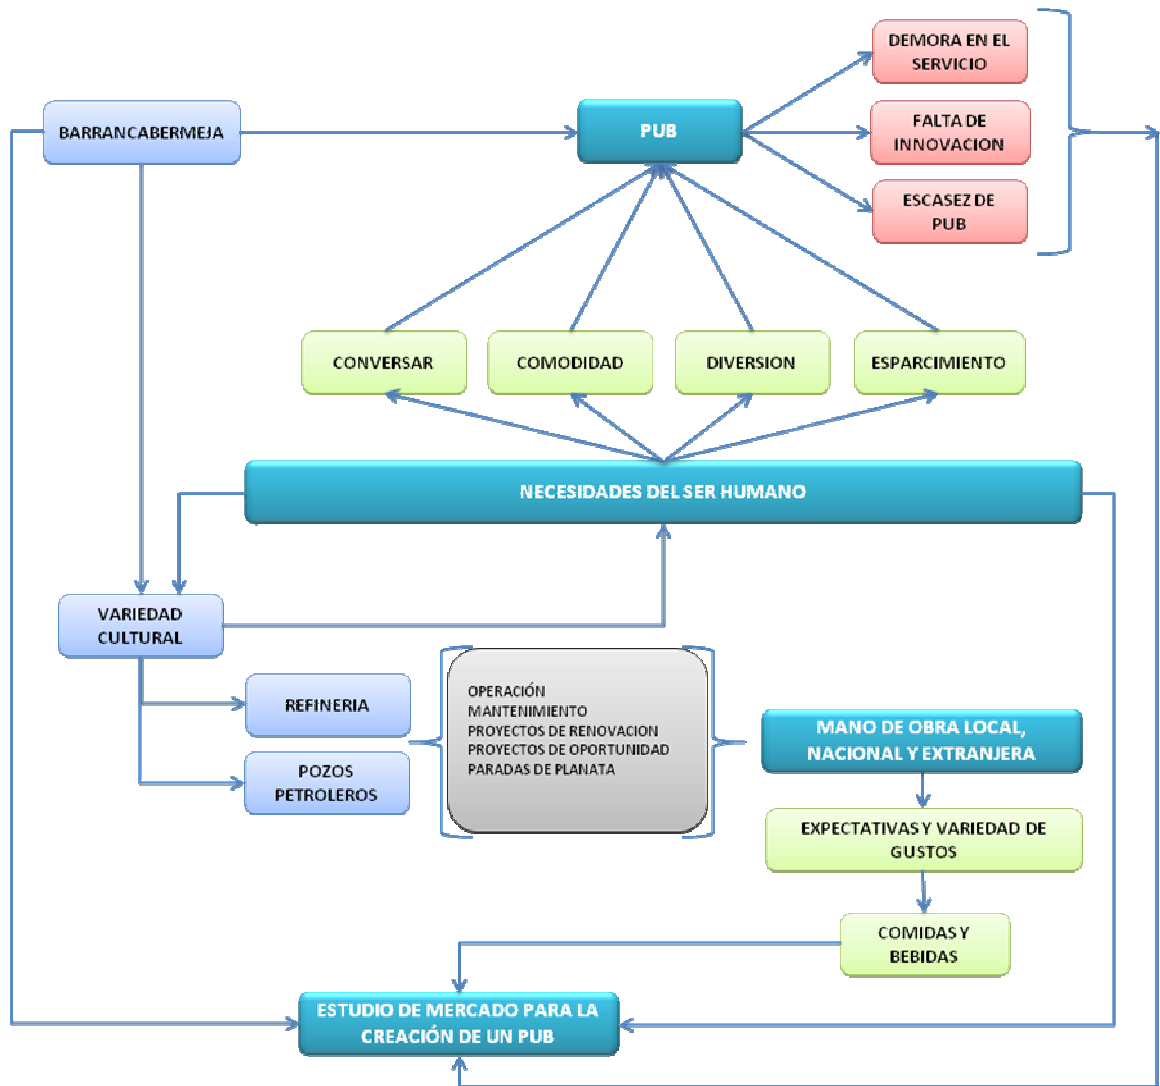 DEMORA EN EL
SERVICIO
BARRANCABERMEJA
PUB
FALTA DE
INNOVACION
ESCASEZ DE
PUB
CONVERSAR
COMODIDAD
DIVERSION
ESPARCIMIENTO
NECESIDADES DEL SER HUMANO
VARIEDAD
CULTURAL
REFINERIA
POZOS
PETROLEROS
OPERACIÓN
MANTENIMIENTO
PROYECTOS DE RENOVACION
PROYECTOS DE OPORTUNIDAD
PARADAS DE PLANATA
MANO DE OBRA LOCAL,
NACIONAL Y EXTRANJERA
EXPECTATIVAS Y VARIEDAD DE
GUSTOS
COMIDAS Y
BEBIDAS
ESTUDIO DE MERCADO PARA LA
CREACIÓN DE UN PUB